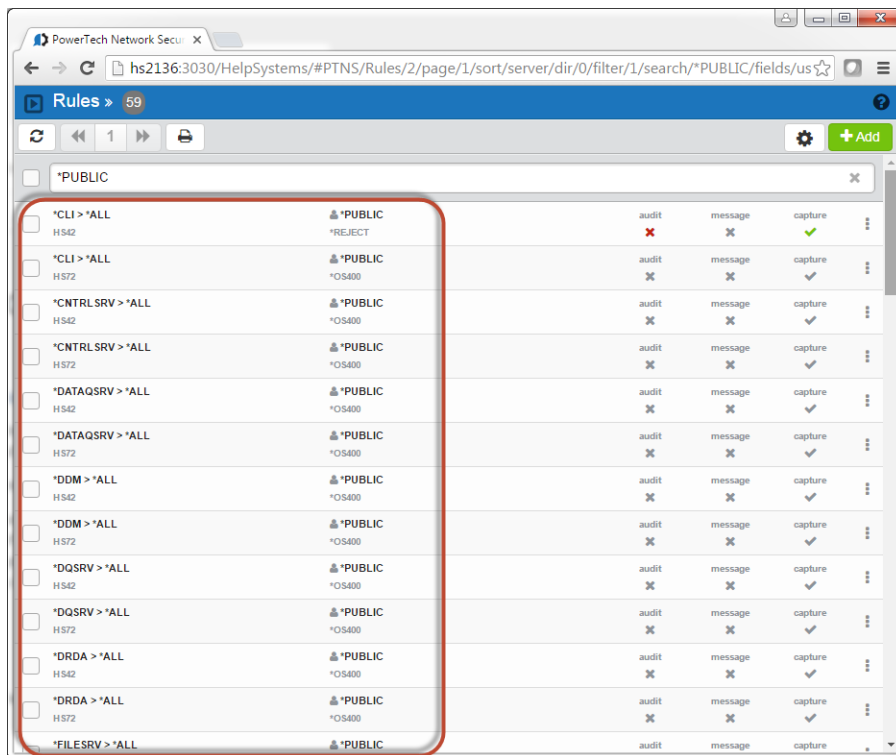 PowerTech Network Secur
hs2136:3030/HelpSystems/#PTNS/Rules/2/page/1/sort/server/dir/0/filter/1/search/*PUBLIC/fields/us
Rules » 59 ?
1 + Add
*PUBLIC
*CLI > *ALL *PUBLIC audit message capture
HS42 *REJECT
*CLI > *ALL *PUBLIC audit message capture
HS72 *OS400
*CNTRLSRV > *ALL *PUBLIC audit message capture
HS42 *OS400
*CNTRLSRV > *ALL *PUBLIC audit message capture
HS72 *OS400
*DATAQSRV > *ALL *PUBLIC audit message capture
HS42 *OS400
*DATAQSRV > *ALL *PUBLIC audit message capture
HS72 *OS400
*DDM > *ALL *PUBLIC audit message capture
HS42 *OS400
*DDM > *ALL *PUBLIC audit message capture
HS72 *OS400
*DQSRV > *ALL *PUBLIC audit message capture
HS42 *OS400
*DQSRV > *ALL *PUBLIC audit message capture
HS72 *OS400
*DRDA > *ALL *PUBLIC audit message capture
HS42 *OS400
*DRDA > *ALL *PUBLIC audit message capture
HS72 *OS400
*FILESRV > *ALL *PUBLIC audit message capture